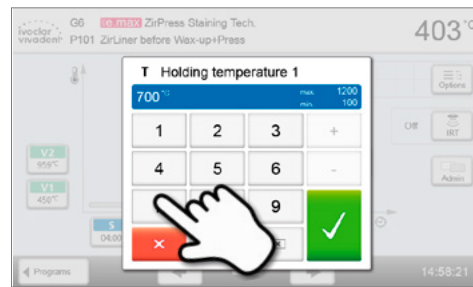 ivoclar
vivadent
G6 e.max ZirPress Staining Tech.
P101 ZirLiner before Wax-up+Press
403°C
T Holding temperature 1
700 °C
max. 1200
min. 100
1 2 3 +
4 5 6 -
9
Options
Off
IRT
Admin
V2
959°C
V1
450°C
S
04:00
Programs
14:58:21